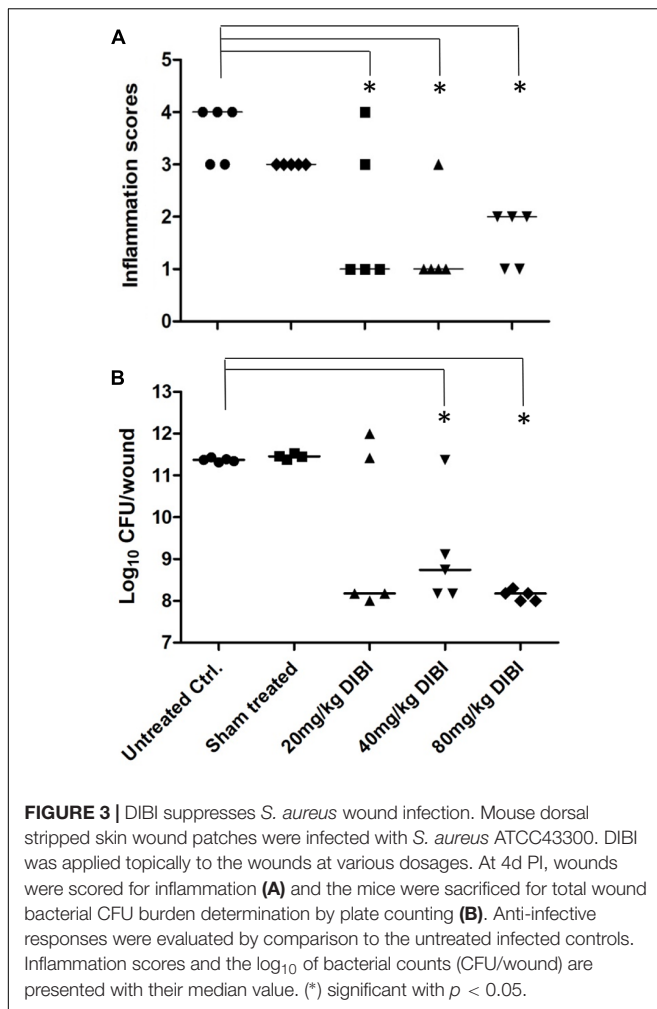 A
Inflammation scores
5
4
3
2
1
0
* * *
B
Log₁₀ CFU/wound
13
12
11
9
8
7
* *
Untreated Ctrl.
Sham treated
20mg/kg DIBI
40mg/kg DIBI
80mg/kg DIBI
FIGURE 3 | DIBI suppresses S. aureus wound infection. Mouse dorsal
stripped skin wound patches were infected with S. aureus ATCC43300. DIBI
was applied topically to the wounds at various dosages. At 4d PI, wounds
were scored for inflammation (A) and the mice were sacrificed for total wound
bacterial CFU burden determination by plate counting (B). Anti-infective
responses were evaluated by comparison to the untreated infected controls.
Inflammation scores and the log₁₀ of bacterial counts (CFU/wound) are
presented with their median value. (*) significant with p < 0.05.